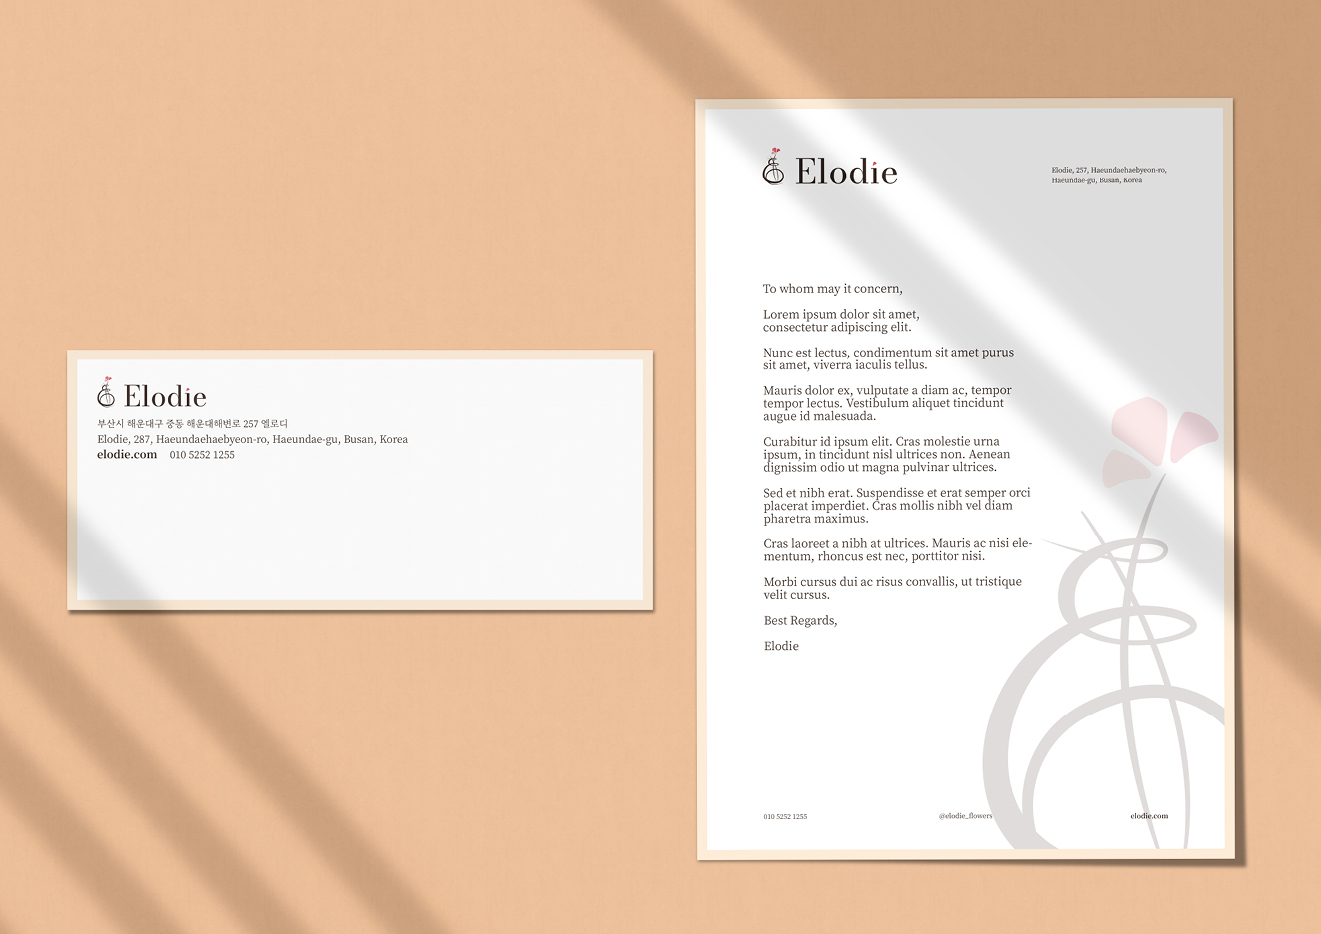 Elodie
부산시 해운대구 중동 해운대해변로 257 엘로디
Elodie, 287, Haeundaehaebyeon-ro, Haeundae-gu, Busan, Korea
elodie.com 010 5252 1255
Elodie
Elodie, 257, Haeundaehaebyeon-ro,
Haeundae-gu, Busan, Korea
To whom may it concern,
Lorem ipsum dolor sit amet,
consectetur adipiscing elit.
Nunc est lectus, condimentum sit amet purus
sit amet, viverra iaculis tellus.
Mauris dolor ex, vulputate a diam ac, tempor
tempor lectus. Vestibulum aliquet tincidunt
augue id malesuada.
Curabitur id ipsum elit. Cras molestie urna
ipsum, in tincidunt nisl ultrices non. Aenean
dignissim odio ut magna pulvinar ultrices.
Sed et nibh erat. Suspendisse et erat semper orci
placerat imperdiet. Cras mollis nibh vel diam
pharetra maximus.
Cras laoreet a nibh at ultrices. Mauris ac nisi ele-
mentum, rhoncus est nec, porttitor nisi.
Morbi cursus dui ac risus convallis, ut tristique
velit cursus.
Best Regards,
Elodie
010 5252 1255
@elodie_flowers
elodie.com